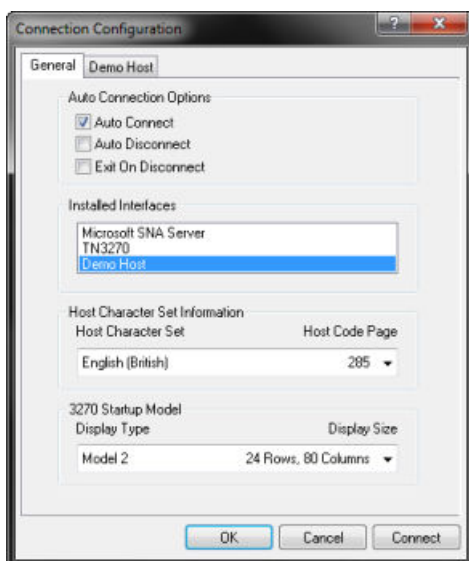 Connection Configuration
General Demo Host
Auto Connection Options
Auto Connect
Auto Disconnect
Exit On Disconnect
Installed Interfaces
Microsoft SNA Server
TN3270
Demo Host
Host Character Set Information
Host Character Set Host Code Page
English (British) 285
3270 Startup Model
Display Type Display Size
Model 2 24 Rows, 80 Columns
OK Cancel Connect